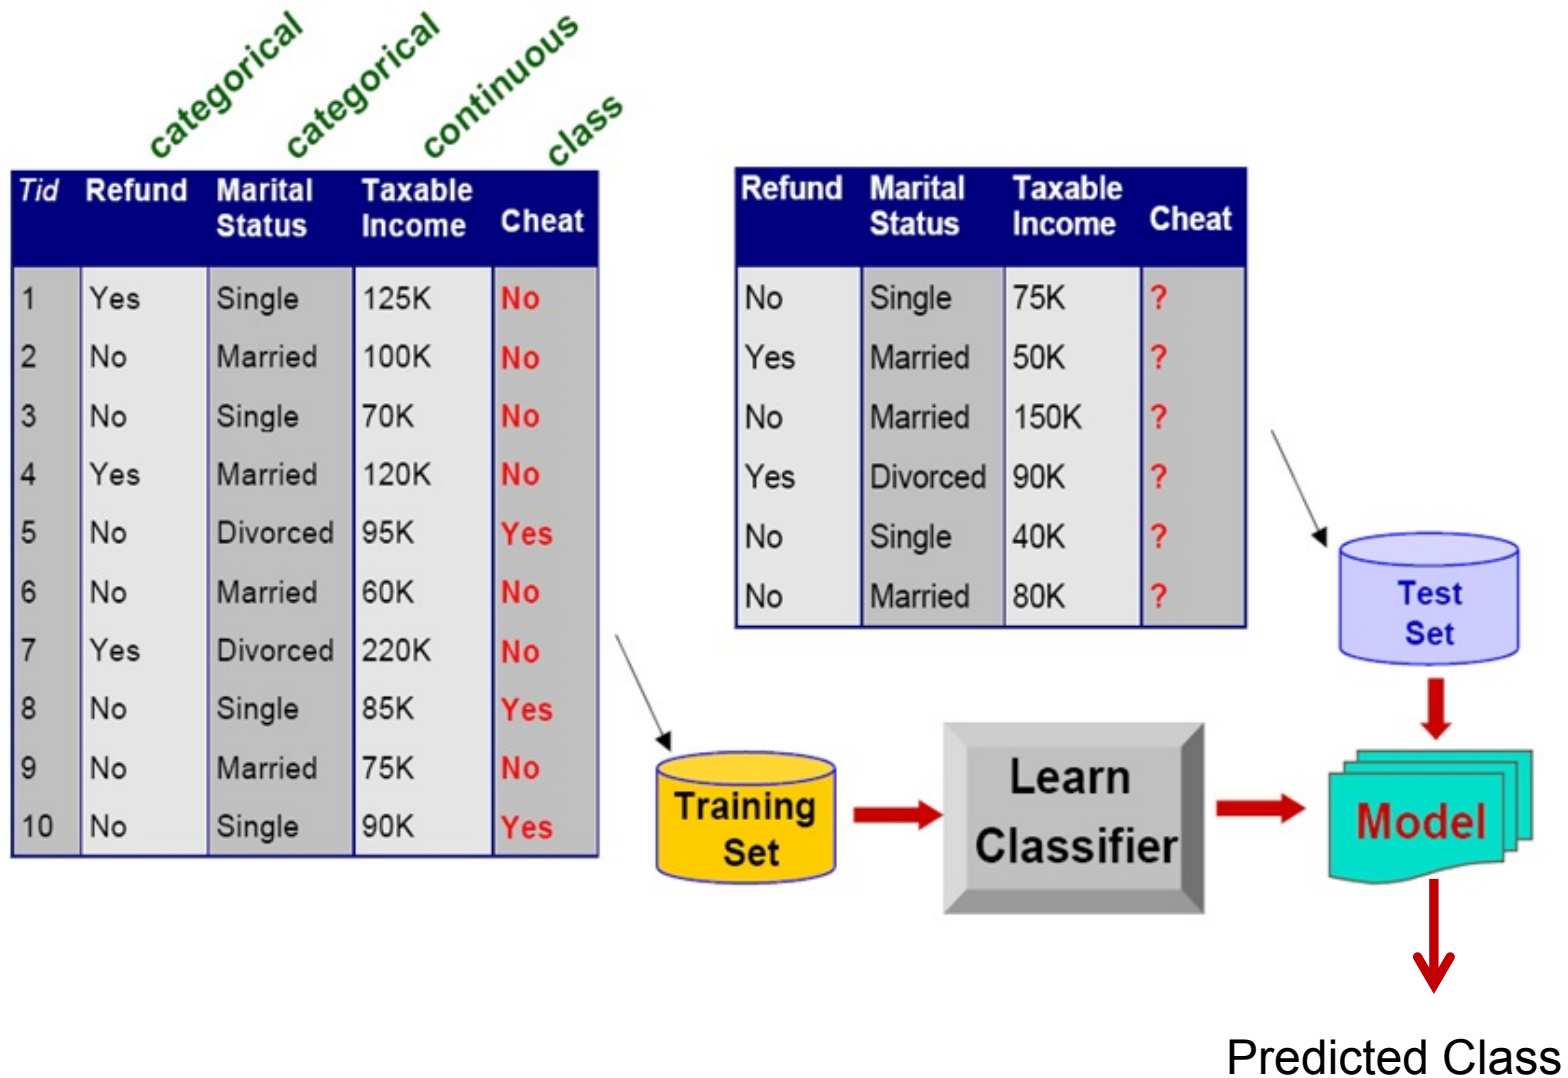 categorical
categorical
continuous
class
Tid Refund Marital Status Taxable Income Cheat
1 Yes Single 125K No
2 No Married 100K No
3 No Single 70K No
4 Yes Married 120K No
5 No Divorced 95K Yes
6 No Married 60K No
7 Yes Divorced 220K No
8 No Single 85K Yes
9 No Married 75K No
10 No Single 90K Yes
Refund Marital Status Taxable Income Cheat
No Single 75K ?
Yes Married 50K ?
No Married 150K ?
Yes Divorced 90K ?
No Single 40K ?
No Married 80K ?
Test
Set
Training
Set
Learn
Classifier
Model
Predicted Class